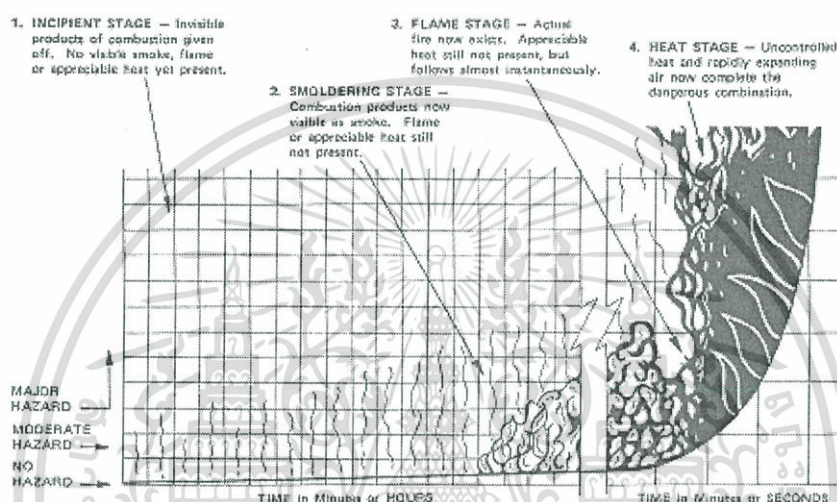 1. INCIPIENT STAGE — Invisible
products of combustion given
off. No visible smoke, flame
or appreciable heat yet present.
2. SMOLDERING STAGE —
Combustion products now
visible as smoke. Flame
or appreciable heat still
not present.
3. FLAME STAGE — Actual
fire now exists. Appreciable
heat still not present, but
follows almost instantaneously.
4. HEAT STAGE — Uncontrolled
heat and rapidly expanding
air now complete the
dangerous combination.
MAJOR
HAZARD
MODERATE
HAZARD
NO
HAZARD
TIME in Minutes or HOURS
TIME in Minutes or SECONDS